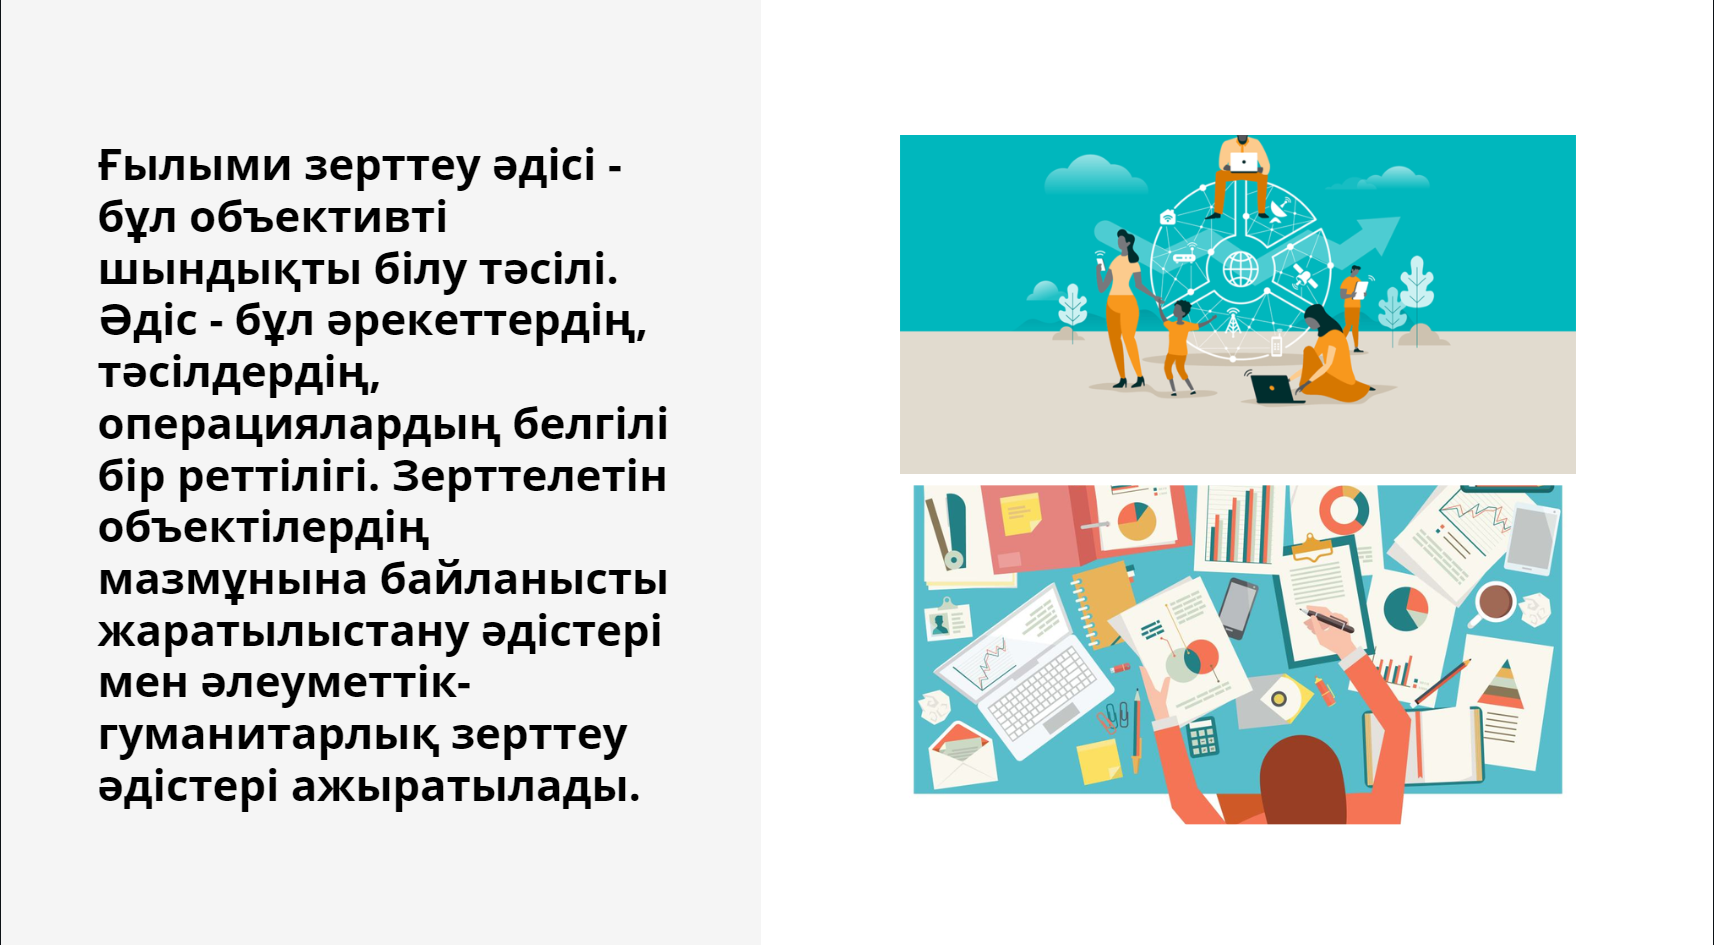 Ғылыми зерттеу әдісі -
бұл объективті
шындықты білу тәсілі.
Әдіс - бұл әрекеттердің,
тәсілдердің,
операциялардың белгілі
бір реттілігі. Зерттелетін
объектілердің
мазмұнына байланысты
жаратылыстану әдістері
мен әлеуметтік-
гуманитарлық зерттеу
әдістері ажыратылады.